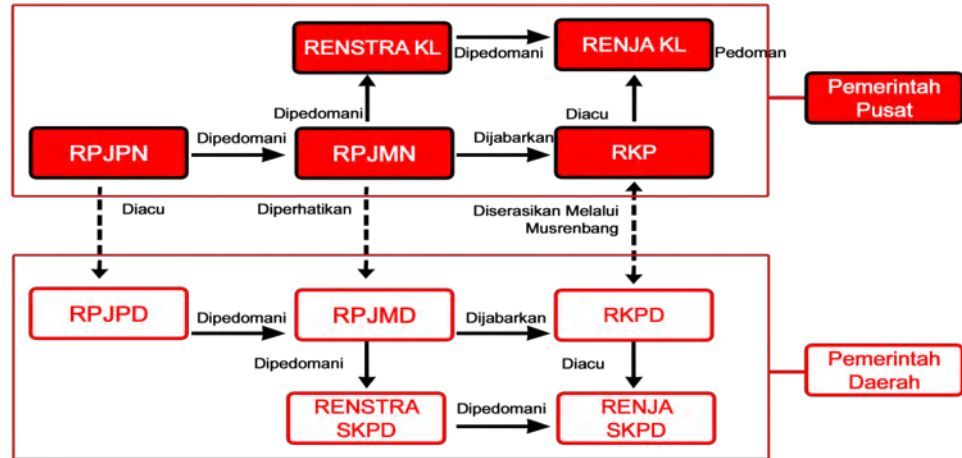 RENSTRA KL
Dipedomani
RENJA KL
Pedoman
Pemerintah
Pusat
Dipedomani
Diacu
RPJPN
Dipedomani
RPJMN
Dijabarkan
RKP
Diacu
Diperhatikan
Diserasikan Melalui
Musrenbang
RPJPD
Dipedomani
RPJMD
Dijabarkan
RKPD
Dipedomani
Diacu
Pemerintah
Daerah
RENSTRA
SKPD
Dipedomani
RENJA
SKPD